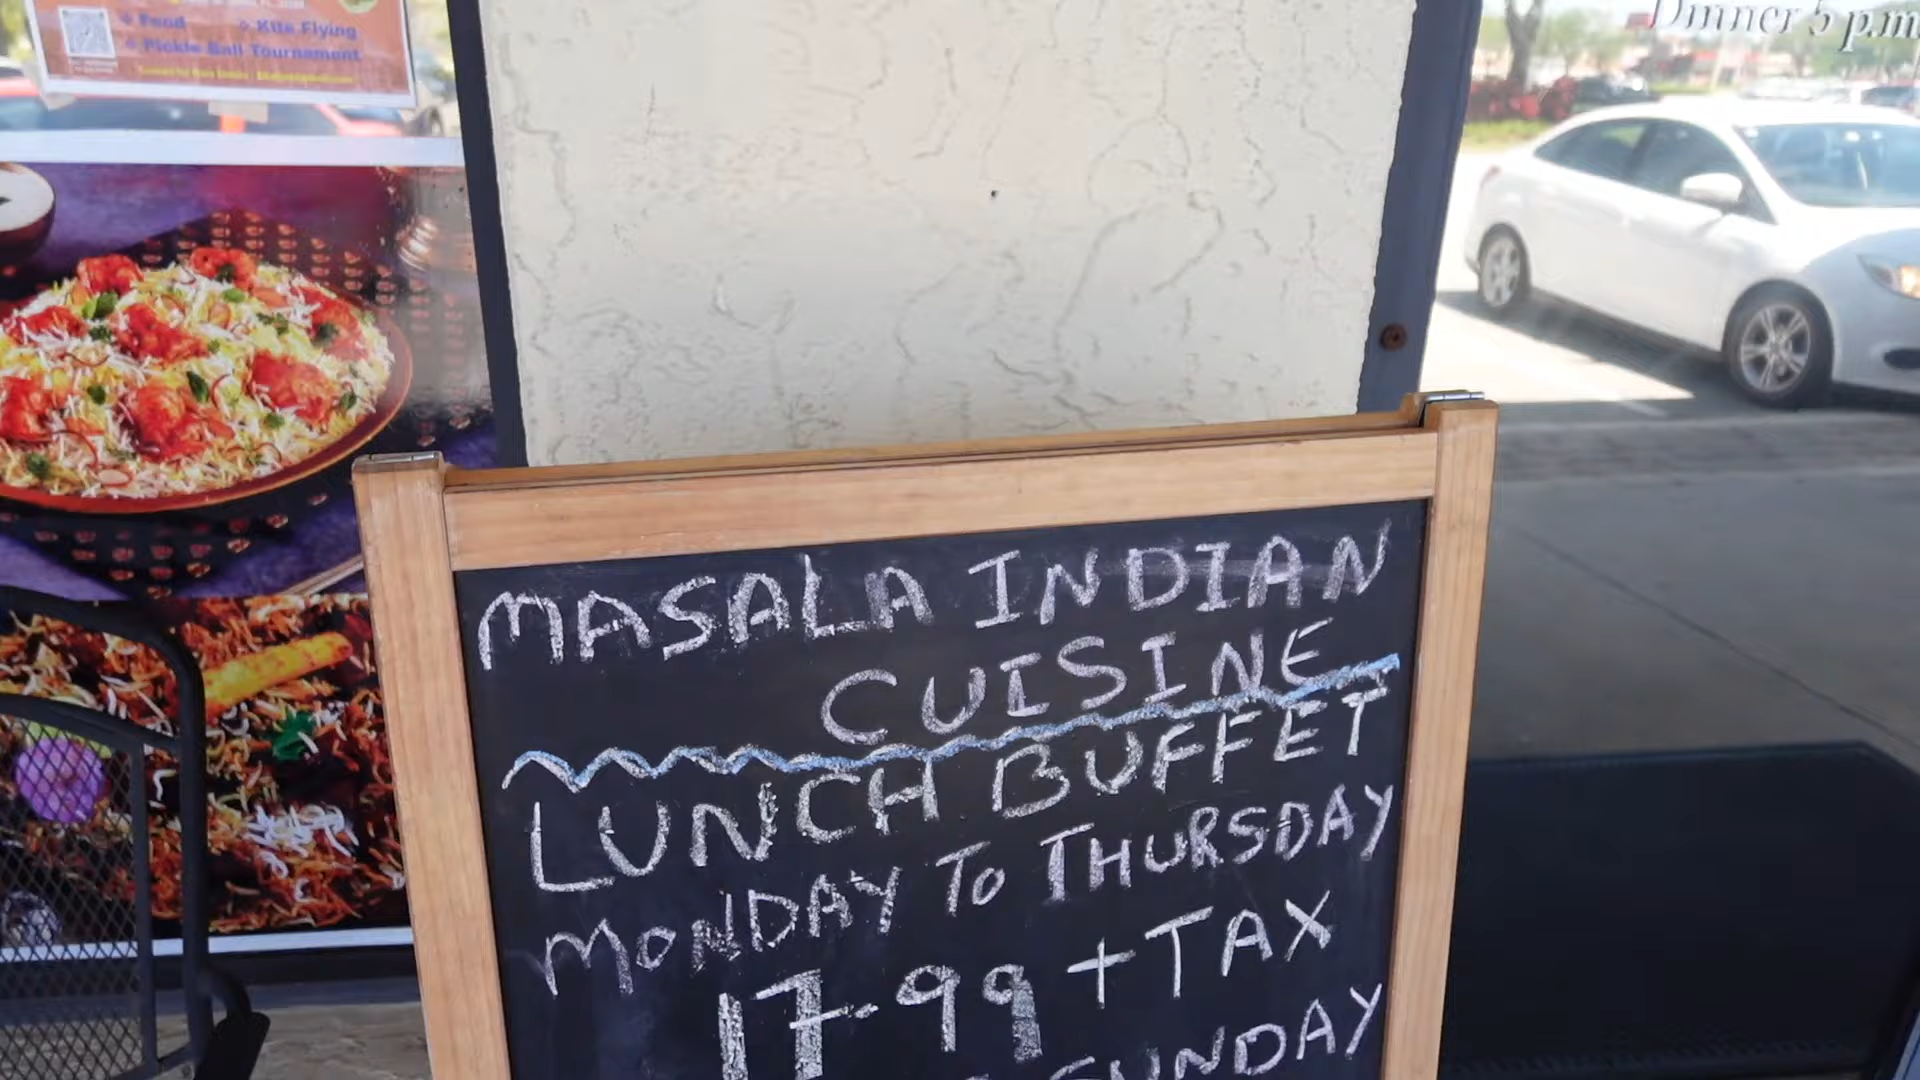 Food
Kite Flying
Pickle Ball Tournament
Dinner 5 p.m
MASALA INDIAN
CUISINE
LUNCH BUFFET
MONDAY TO THURSDAY
17.99 + TAX
SUNDAY